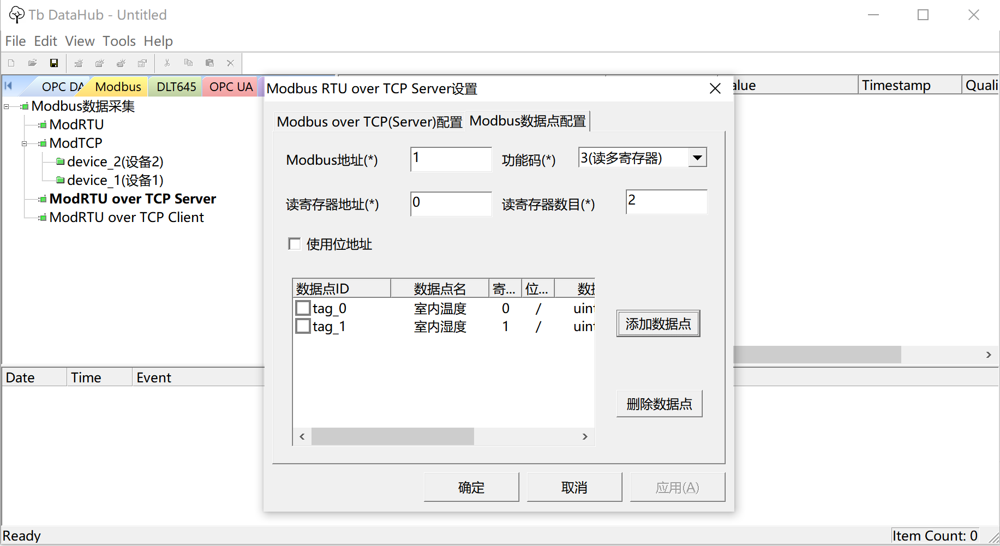 Tb DataHub - Untitled
File Edit View Tools Help
OPC DA Modbus DLT645 OPC UA
Modbus数据采集
ModRTU
ModTCP
device_2(设备2)
device_1(设备1)
ModRTU over TCP Server
ModRTU over TCP Client
alue Timestamp Quali
Modbus RTU over TCP Server设置
Modbus over TCP(Server)配置 Modbus数据点配置
Modbus地址(*) 1 功能码(*) 3(读多寄存器)
读寄存器地址(*) 0 读寄存器数目(*) 2
使用位地址
数据点ID 数据点名 寄... 位... 数据
tag_0 室内温度 0 / uint
tag_1 室内湿度 1 / uint
添加数据点
删除数据点
确定 取消 应用(A)
Date Time Event
Ready Item Count: 0